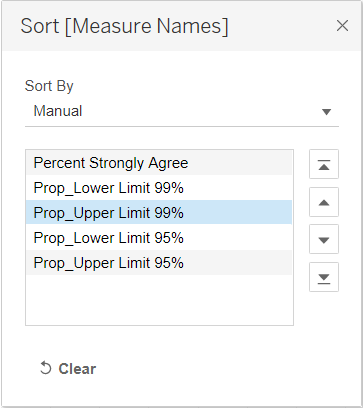 Sort [Measure Names]
Sort By
Manual
Percent Strongly Agree
Prop_Lower Limit 99%
Prop_Upper Limit 99%
Prop_Lower Limit 95%
Prop_Upper Limit 95%
Clear